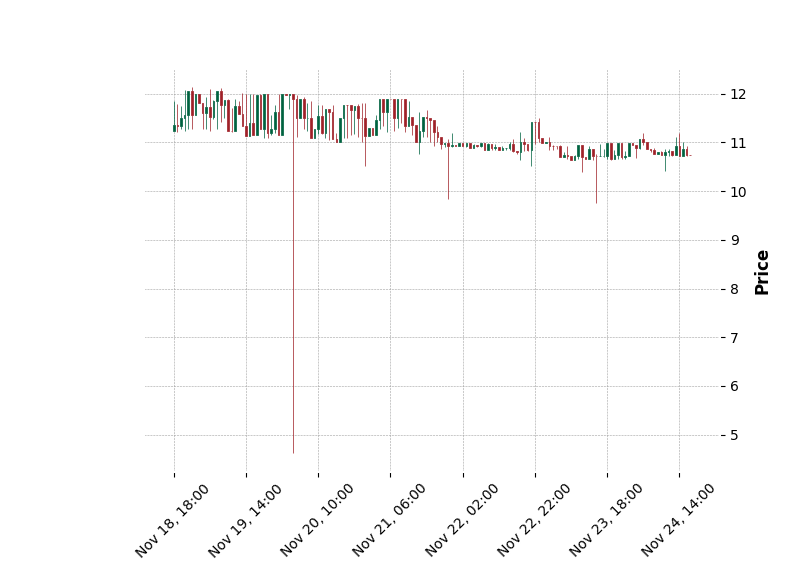 12
11
10
9
8
7
6
5
Price
Nov 18, 18:00
Nov 19, 14:00
Nov 20, 10:00
Nov 21, 06:00
Nov 22, 02:00
Nov 22, 22:00
Nov 23, 18:00
Nov 24, 14:00